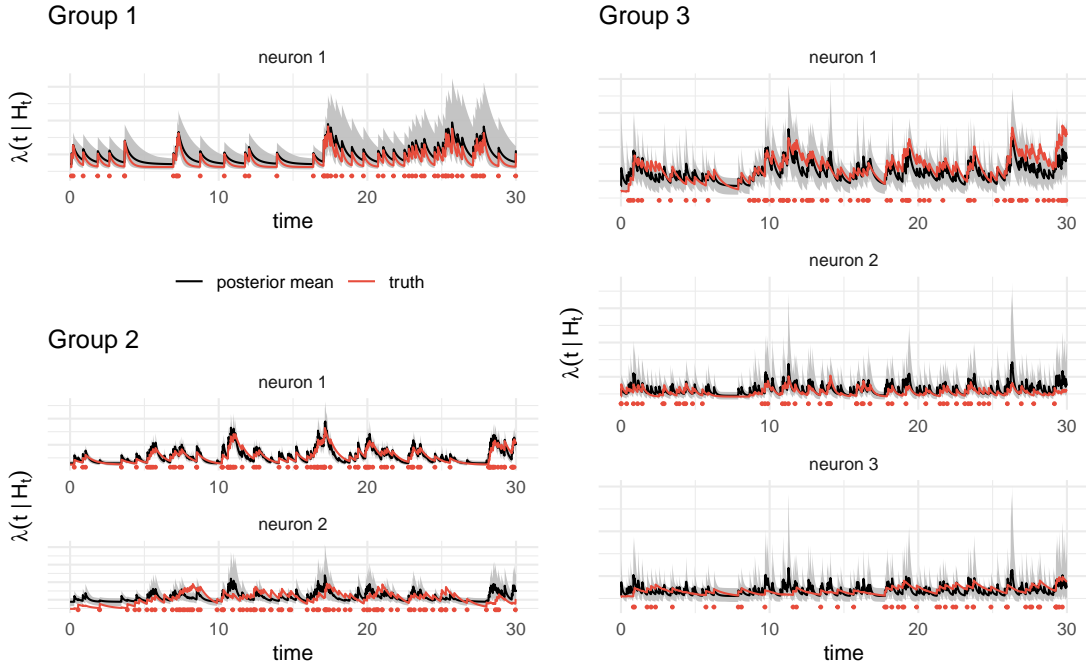 Group 1
neuron 1
λ(t | Hₜ)
0 10 20 30
time
posterior mean truth
Group 2
neuron 1
0 10 20 30
λ(t | Hₜ)
neuron 2
0 10 20 30
time
Group 3
neuron 1
0 10 20 30
neuron 2
λ(t | Hₜ)
0 10 20 30
neuron 3
0 10 20 30
time